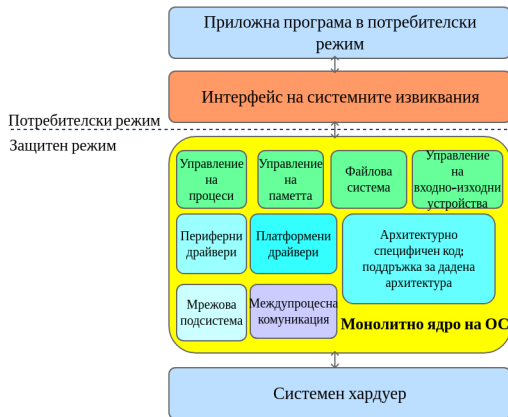 Приложна програма в потребителски
режим
Интерфейс на системните извиквания
Потребителски режим
Защитен режим
Управление
на
процеси
Управление
на
паметта
Файлова
система
Управление
на
входно-изходни
устройства
Периферни
драйвери
Платформени
драйвери
Архитектурно
специфичен код;
поддръжка за дадена
архитектура
Мрежова
подсистема
Междупроцесна
комуникация
Монолитно ядро на ОС
Системен хардуер